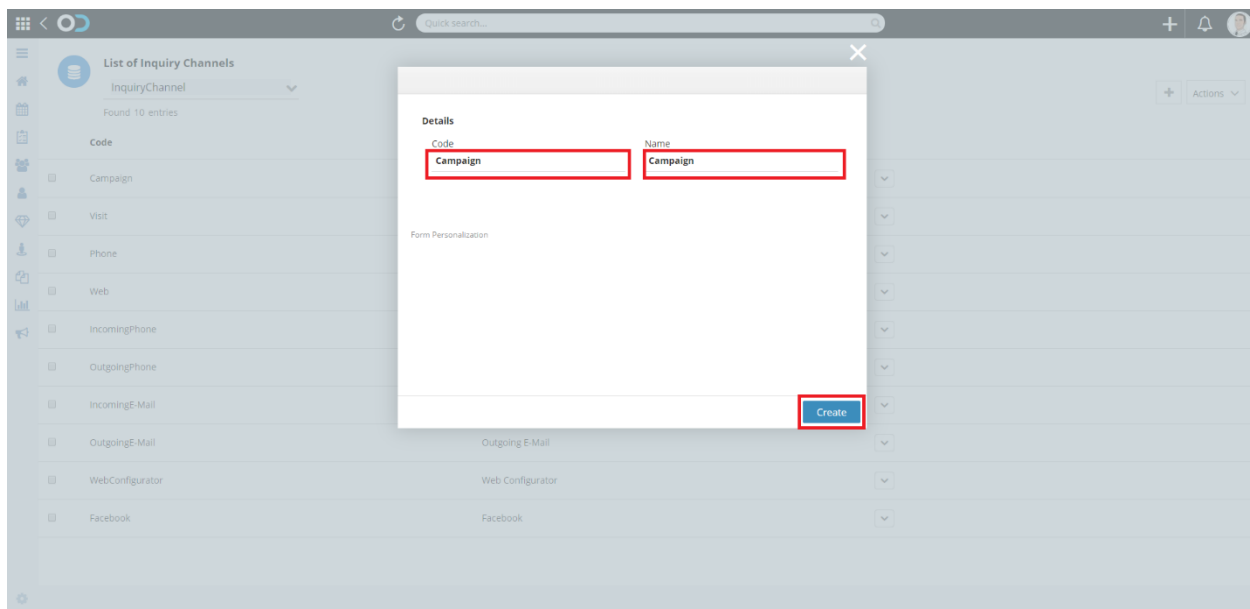 Quick search...
List of Inquiry Channels
InquiryChannel
Found 10 entries
Actions
Code
Details
Code Name
Campaign Campaign
Form Personalization
Create
Campaign
Visit
Phone
Web
IncomingPhone
OutgoingPhone
IncomingE-Mail
OutgoingE-Mail Outgoing E-Mail
WebConfigurator Web Configurator
Facebook Facebook